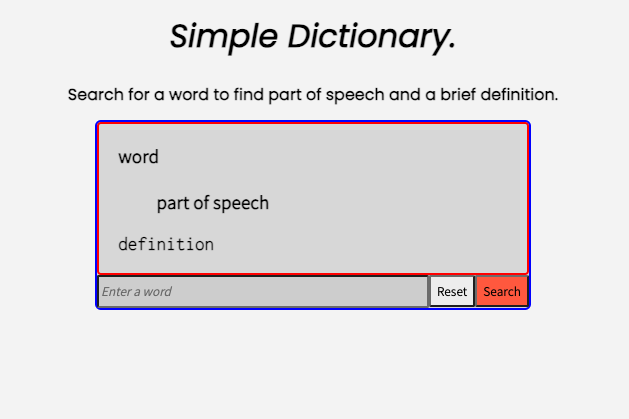 Simple Dictionary.
Search for a word to find part of speech and a brief definition.
word
part of speech
definition
Enter a word Reset Search